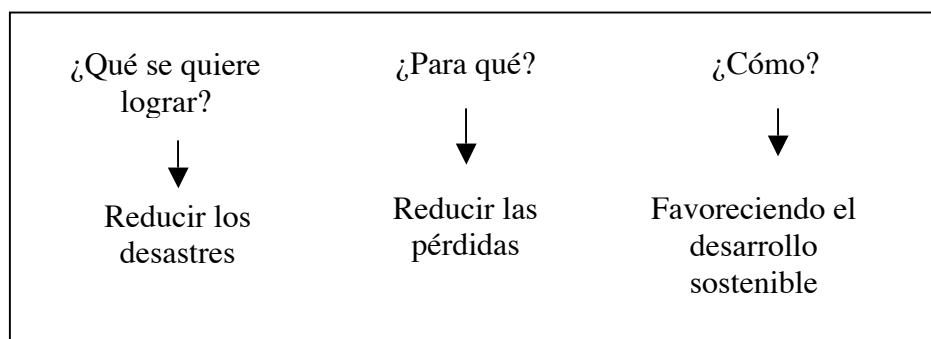 ¿Qué se quiere
lograr?
Reducir los
desastres
¿Para qué?
Reducir las
pérdidas
¿Cómo?
Favoreciendo el
desarrollo
sostenible